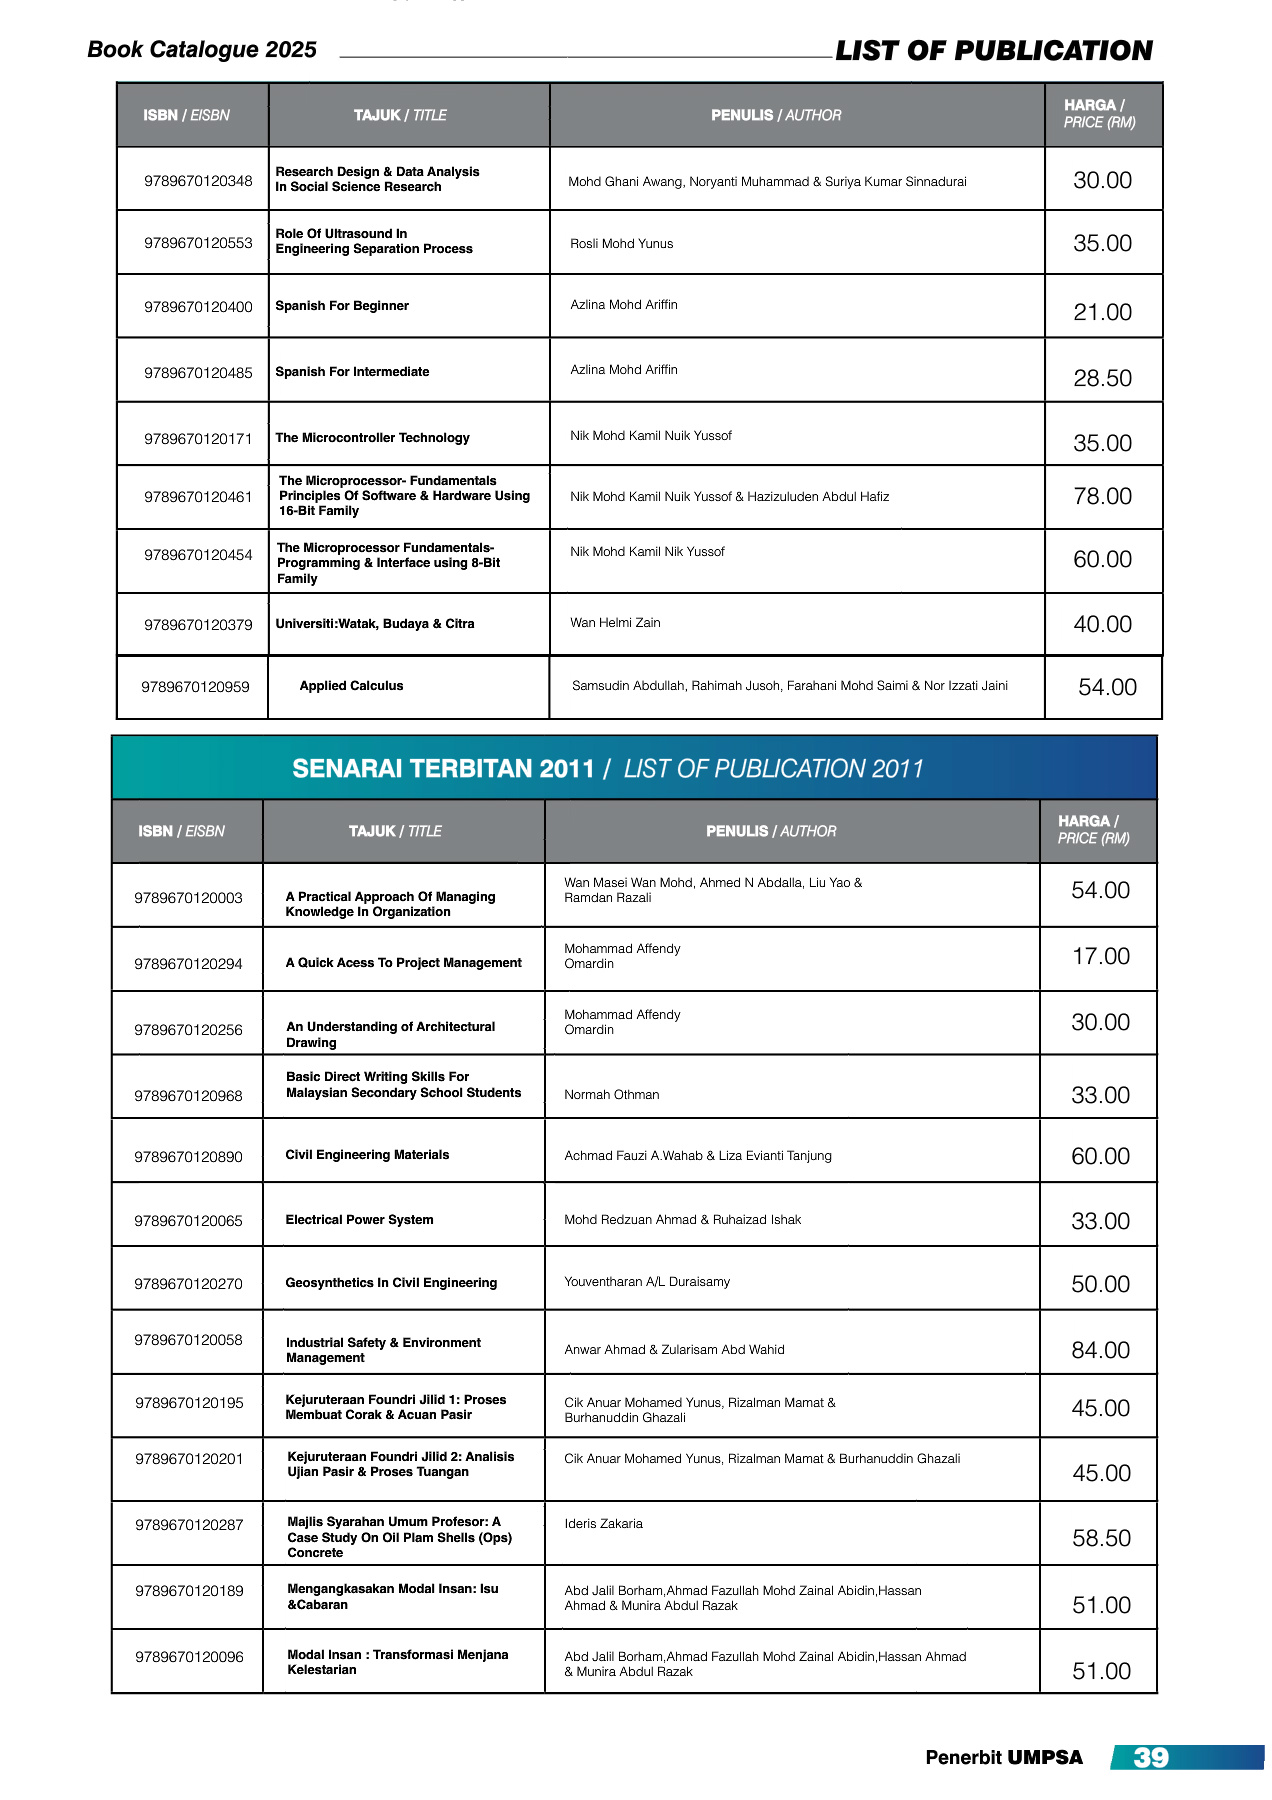 Book Catalogue 2025 LIST OF PUBLICATION
ISBN / EISBN TAJUK / TITLE PENULIS / AUTHOR HARGA /
PRICE (RM)
9789670120348 Research Design & Data Analysis
In Social Science Research Mohd Ghani Awang, Noryanti Muhammad & Suriya Kumar Sinnadurai 30.00
9789670120553 Role Of Ultrasound In
Engineering Separation Process Rosli Mohd Yunus 35.00
9789670120400 Spanish For Beginner Azlina Mohd Ariffin 21.00
9789670120485 Spanish For Intermediate Azlina Mohd Ariffin 28.50
9789670120171 The Microcontroller Technology Nik Mohd Kamil Nuik Yussof 35.00
9789670120461 The Microprocessor- Fundamentals
Principles Of Software & Hardware Using
16-Bit Family Nik Mohd Kamil Nuik Yussof & Hazizuluden Abdul Hafiz 78.00
9789670120454 The Microprocessor Fundamentals-
Programming & Interface using 8-Bit
Family Nik Mohd Kamil Nik Yussof 60.00
9789670120379 Universiti:Watak, Budaya & Citra Wan Helmi Zain 40.00
9789670120959 Applied Calculus Samsudin Abdullah, Rahimah Jusoh, Farahani Mohd Saimi & Nor Izzati Jaini 54.00
SENARAI TERBITAN 2011 / LIST OF PUBLICATION 2011
ISBN / EISBN TAJUK / TITLE PENULIS / AUTHOR HARGA /
PRICE (RM)
9789670120003 A Practical Approach Of Managing
Knowledge In Organization Wan Masei Wan Mohd, Ahmed N Abdalla, Liu Yao &
Ramdan Razali 54.00
9789670120294 A Quick Acess To Project Management Mohammad Affendy
Omardin 17.00
9789670120256 An Understanding of Architectural
Drawing Mohammad Affendy
Omardin 30.00
9789670120968 Basic Direct Writing Skills For
Malaysian Secondary School Students Normah Othman 33.00
9789670120890 Civil Engineering Materials Achmad Fauzi A.Wahab & Liza Evianti Tanjung 60.00
9789670120065 Electrical Power System Mohd Redzuan Ahmad & Ruhaizad Ishak 33.00
9789670120270 Geosynthetics In Civil Engineering Youventharan A/L Duraisamy 50.00
9789670120058 Industrial Safety & Environment
Management Anwar Ahmad & Zularisam Abd Wahid 84.00
9789670120195 Kejuruteraan Foundri Jilid 1: Proses
Membuat Corak & Acuan Pasir Cik Anuar Mohamed Yunus, Rizalman Mamat &
Burhanuddin Ghazali 45.00
9789670120201 Kejuruteraan Foundri Jilid 2: Analisis
Ujian Pasir & Proses Tuangan Cik Anuar Mohamed Yunus, Rizalman Mamat & Burhanuddin Ghazali 45.00
9789670120287 Majlis Syarahan Umum Profesor: A
Case Study On Oil Plam Shells (Ops)
Concrete Ideris Zakaria 58.50
9789670120189 Mengangkasakan Modal Insan: Isu
&Cabaran Abd Jalil Borham,Ahmad Fazullah Mohd Zainal Abidin,Hassan
Ahmad & Munira Abdul Razak 51.00
9789670120096 Modal Insan : Transformasi Menjana
Kelestarian Abd Jalil Borham,Ahmad Fazullah Mohd Zainal Abidin,Hassan Ahmad
& Munira Abdul Razak 51.00
Penerbit UMPSA 39